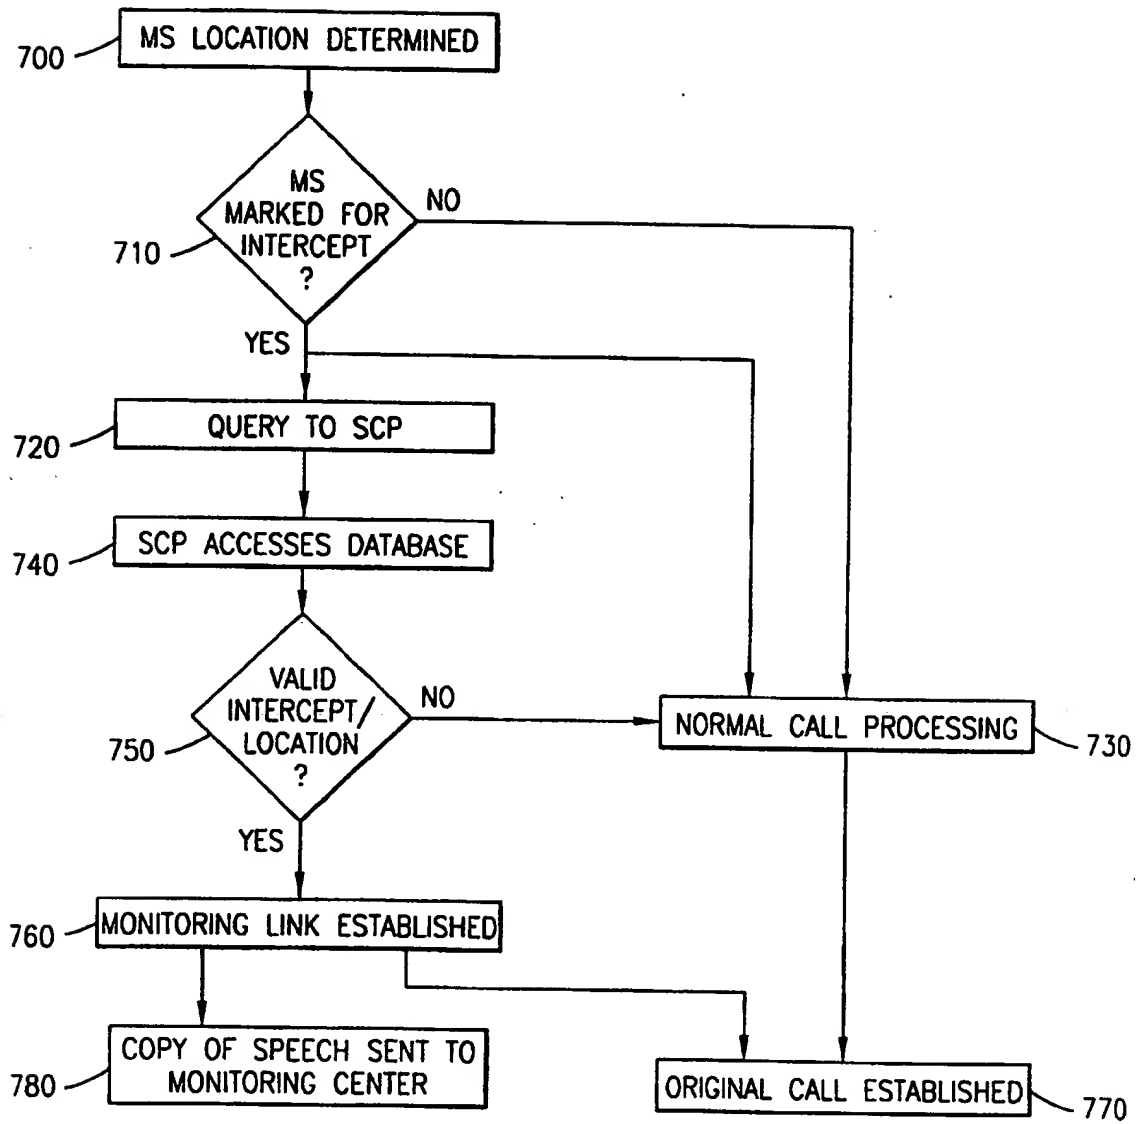 700
MS LOCATION DETERMINED
MS
MARKED FOR
INTERCEPT
?
710
NO
YES
720
QUERY TO SCP
740
SCP ACCESSES DATABASE
VALID
INTERCEPT/
LOCATION
?
750
NO
NORMAL CALL PROCESSING
730
YES
760
MONITORING LINK ESTABLISHED
780
COPY OF SPEECH SENT TO
MONITORING CENTER
ORIGINAL CALL ESTABLISHED
770